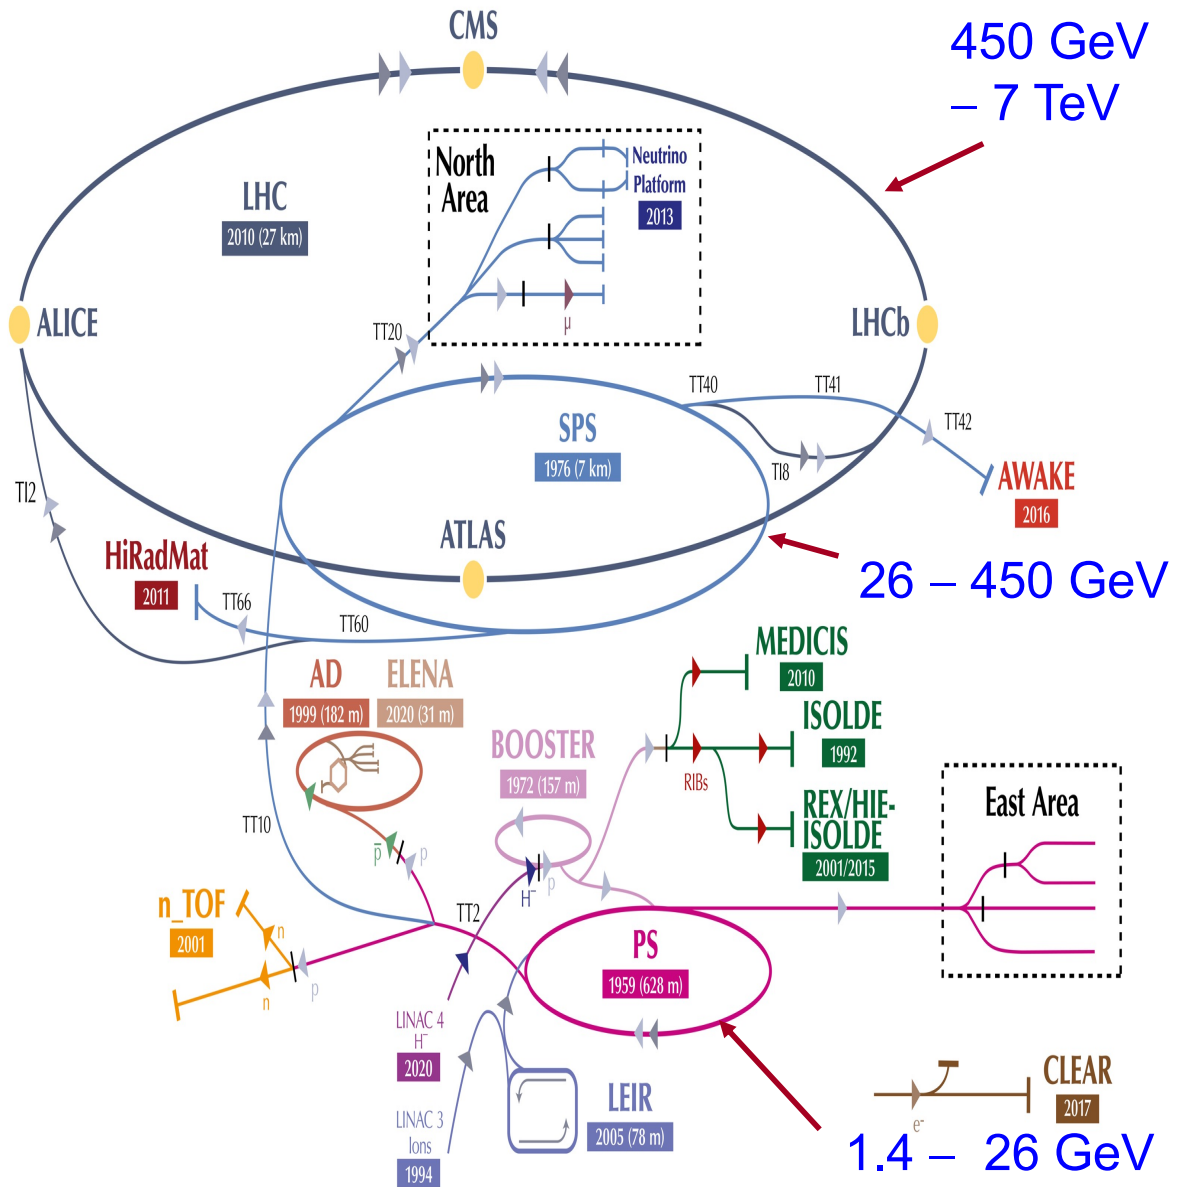 CMS
450 GeV
– 7 TeV
North
Area
Neutrino
Platform
2013
LHC
2010 (27 km)
μ
ALICE
LHCb
TT20
TT40
TT41
TT42
SPS
1976 (7 km)
TI8
AWAKE
2016
TI2
ATLAS
HiRadMat
2011
26 – 450 GeV
TT66
TT60
MEDICIS
2010
AD
1999 (182 m)
ELENA
2020 (31 m)
ISOLDE
1992
BOOSTER
1972 (157 m)
RIBs
REX/HIE-
ISOLDE
2001/2015
East Area
TT10
p̄
p
H⁻
p
TT2
n_TOF
2001
n
n
p
PS
1959 (628 m)
LINAC 4
H⁻
2020
LEIR
2005 (78 m)
LINAC 3
Ions
1994
CLEAR
2017
e-
1.4 – 26 GeV